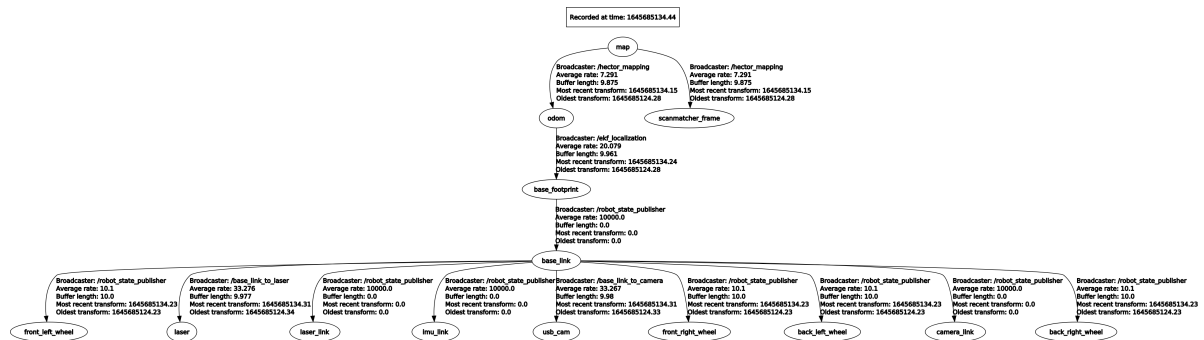 Recorded at time: 1645685134.44
map
Broadcaster: /hector_mapping
Average rate: 7.291
Buffer length: 9.875
Most recent transform: 1645685134.15
Oldest transform: 1645685124.28
Broadcaster: /hector_mapping
Average rate: 7.291
Buffer length: 9.875
Most recent transform: 1645685134.15
Oldest transform: 1645685124.28
odom
scanmatcher_frame
Broadcaster: /ekf_localization
Average rate: 20.079
Buffer length: 9.961
Most recent transform: 1645685134.24
Oldest transform: 1645685124.28
base_footprint
Broadcaster: /robot_state_publisher
Average rate: 10000.0
Buffer length: 0.0
Most recent transform: 0.0
Oldest transform: 0.0
base_link
Broadcaster: /robot_state_publisher
Average rate: 10.1
Buffer length: 10.0
Most recent transform: 1645685134.23
Oldest transform: 1645685124.23
Broadcaster: /base_link_to_laser
Average rate: 33.276
Buffer length: 9.977
Most recent transform: 1645685134.31
Oldest transform: 1645685124.34
Broadcaster: /robot_state_publisher
Average rate: 10000.0
Buffer length: 0.0
Most recent transform: 0.0
Oldest transform: 0.0
Broadcaster: /robot_state_publisher
Average rate: 10000.0
Buffer length: 0.0
Most recent transform: 0.0
Oldest transform: 0.0
Broadcaster: /base_link_to_camera
Average rate: 33.267
Buffer length: 9.98
Most recent transform: 1645685134.31
Oldest transform: 1645685124.33
Broadcaster: /robot_state_publisher
Average rate: 10.1
Buffer length: 10.0
Most recent transform: 1645685134.23
Oldest transform: 1645685124.23
Broadcaster: /robot_state_publisher
Average rate: 10.1
Buffer length: 10.0
Most recent transform: 1645685134.23
Oldest transform: 1645685124.23
Broadcaster: /robot_state_publisher
Average rate: 10000.0
Buffer length: 0.0
Most recent transform: 0.0
Oldest transform: 0.0
Broadcaster: /robot_state_publisher
Average rate: 10.1
Buffer length: 10.0
Most recent transform: 1645685134.23
Oldest transform: 1645685124.23
front_left_wheel
laser
laser_link
imu_link
usb_cam
front_right_wheel
back_left_wheel
camera_link
back_right_wheel